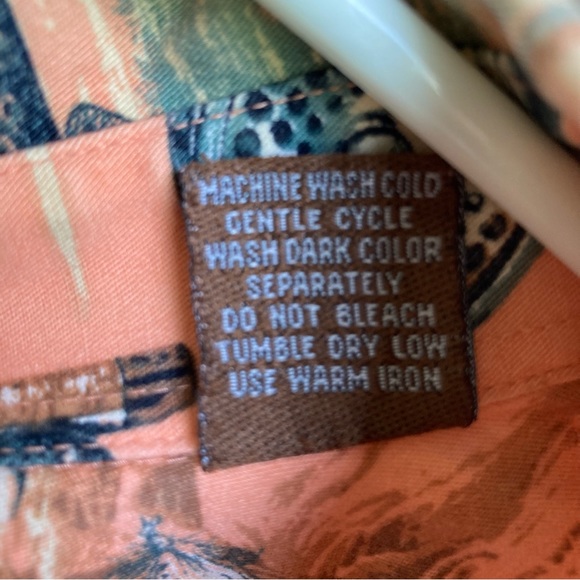 MACHINE WASH COLD
GENTLE CYCLE
WASH DARK COLOR
SEPARATELY
DO NOT BLEACH
TUMBLE DRY LOW
USE WARM IRON